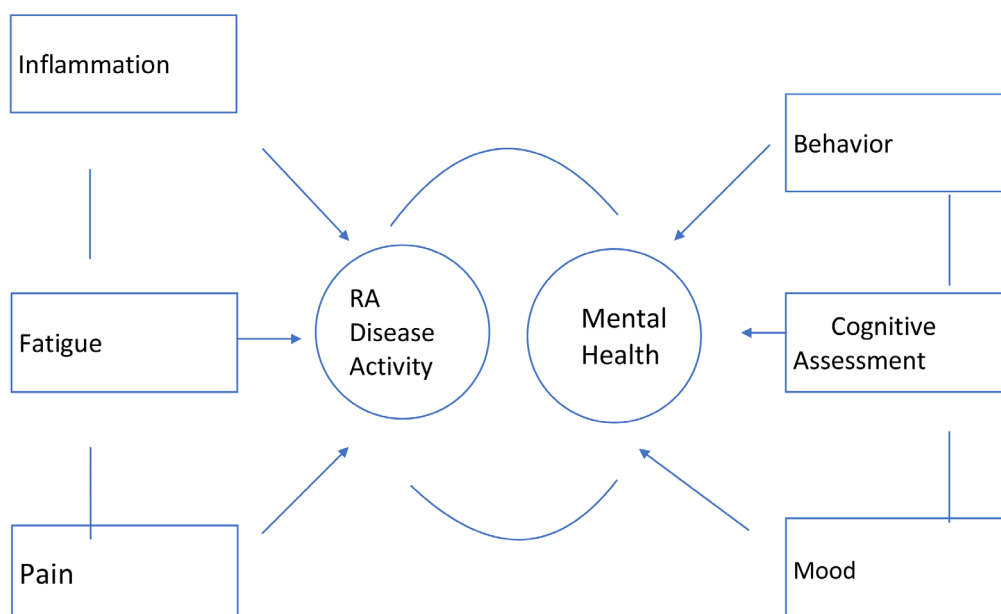 Inflammation
Behavior
RA
Disease
Activity
Mental
Health
Fatigue
Cognitive
Assessment
Pain
Mood